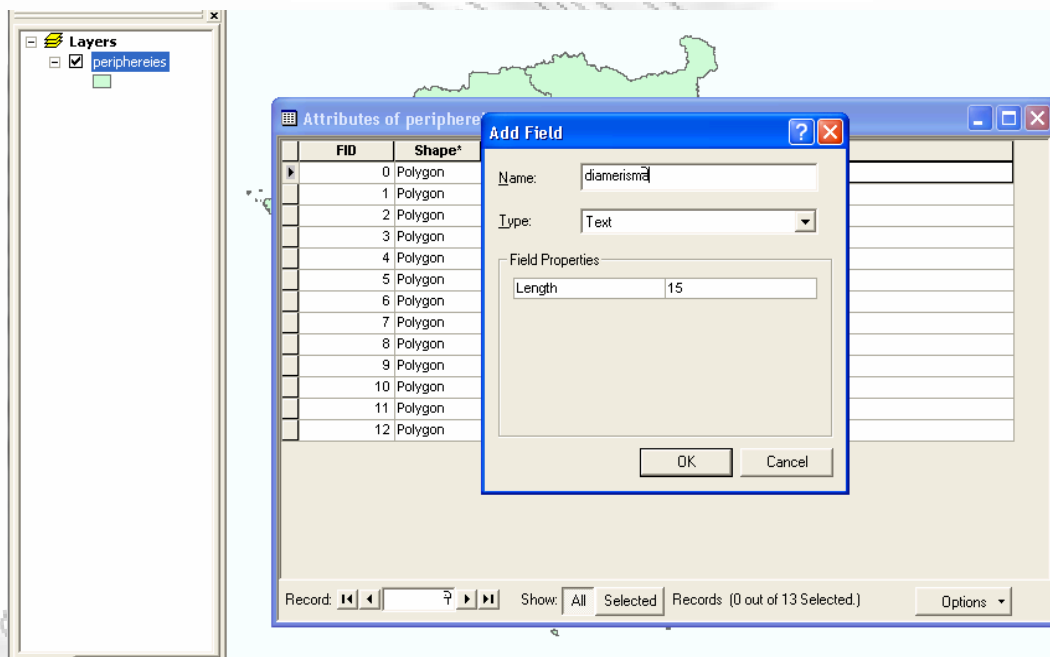 Layers
periphereies
Attributes of periphere
FID Shape*
0 Polygon
1 Polygon
2 Polygon
3 Polygon
4 Polygon
5 Polygon
6 Polygon
7 Polygon
8 Polygon
9 Polygon
10 Polygon
11 Polygon
12 Polygon
Add Field
Name: diamerisma
Type: Text
Field Properties
Length 15
OK Cancel
Record: Show: All Selected Records (0 out of 13 Selected.) Options